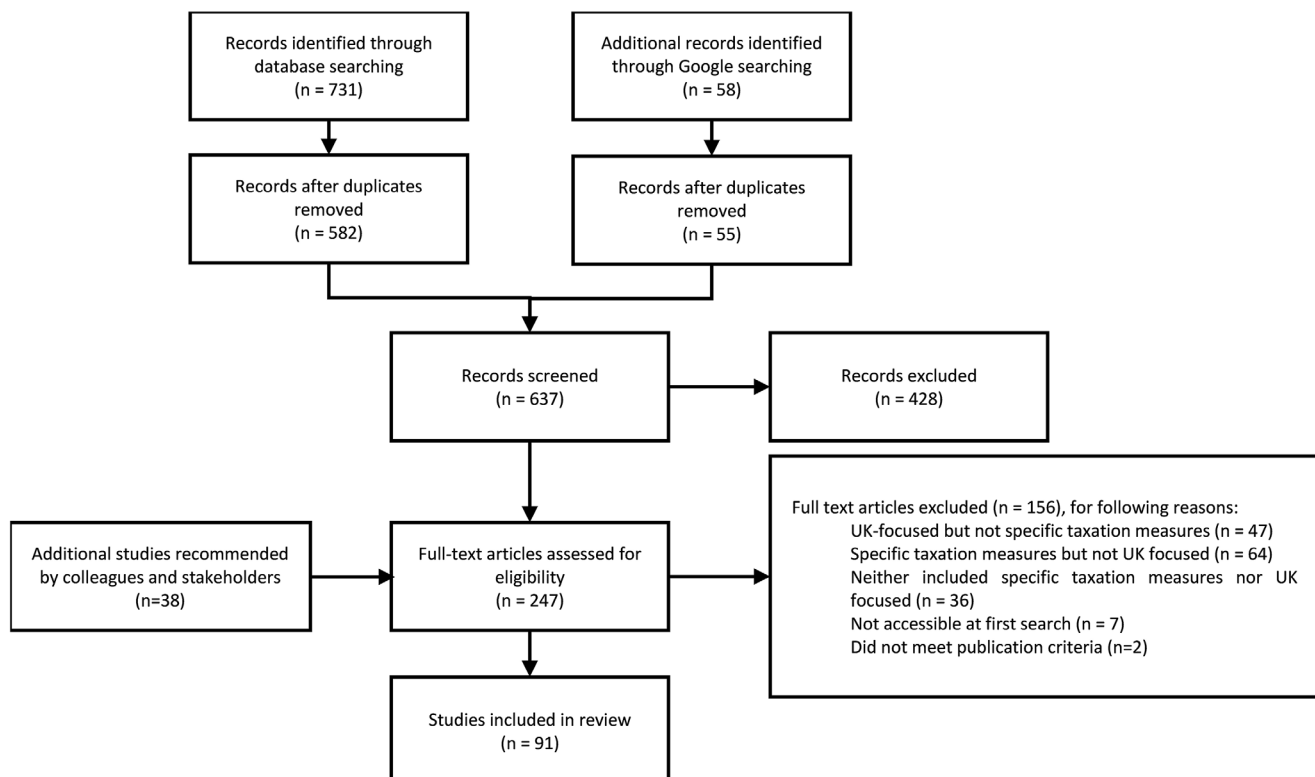 Records identified through
database searching
(n = 731)
Additional records identified
through Google searching
(n = 58)
Records after duplicates
removed
(n = 582)
Records after duplicates
removed
(n = 55)
Records screened
(n = 637)
Records excluded
(n = 428)
Additional studies recommended
by colleagues and stakeholders
(n=38)
Full-text articles assessed for
eligibility
(n = 247)
Full text articles excluded (n = 156), for following reasons:
UK-focused but not specific taxation measures (n = 47)
Specific taxation measures but not UK focused (n = 64)
Neither included specific taxation measures nor UK
focused (n = 36)
Not accessible at first search (n = 7)
Did not meet publication criteria (n=2)
Studies included in review
(n = 91)